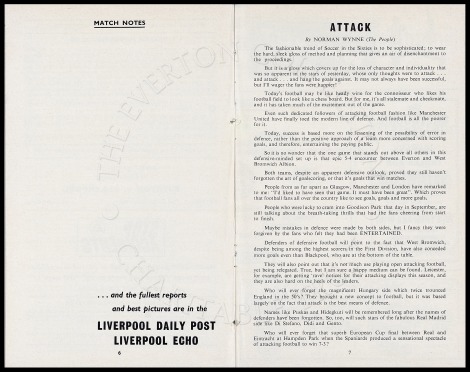 MATCH NOTES
. . . and the fullest reports
and best pictures are in the
LIVERPOOL DAILY POST
LIVERPOOL ECHO
6
ATTACK
By NORMAN WYNNE (The People)
The fashionable trend of Soccer in the Sixties is to be sophisticated; to wear
the hard, sleek gloss of method and planning that gives an air of disenchantment to
the proceedings.
But it is a gloss which covers up for the loss of character and individuality that
was so apparent in the stars of yesterday, whose only thoughts were to attack . . .
and attack . . . and hang the goals against. It may not always have been successful,
but I'll wager the fans were happier!
Today's football may be like heady wine for the connoisseur who likes his
football field to look like a chess board. But for me, it's all stalemate and checkmate,
and it has taken much of the excitement out of the game.
Even such dedicated followers of attacking football fashion like Manchester
United have finally toed the modern line of defence. And football is all the poorer
for it.
Today, success is based more on the lessening of the possibility of error in
defence, rather than the positive approach of a team more concerned with scoring
goals, and therefore, entertaining the paying public.
So it is no wonder that the one game that stands out above all others in this
defensive-minded set up is that epic 5-4 encounter between Everton and West
Bromwich Albion.
Both teams, despite an apparent defensive outlook, proved they still hasn't
forgotten the art of goalscoring, or that it's goals that win matches.
People from as far apart as Glasgow, Manchester and London have remarked
to me: "I'd liked to have seen that game. It must have been great". Which proves
that football fans all over the country like to see goals, goals and more goals.
People who were lucky to cram into Goodison Park that day in September, are
still talking about the breath-taking thrills that had the fans cheering from start
to finish.
Maybe mistakes in defence were made by both sides, but I fancy they were
forgiven by the fans who felt they had been ENTERTAINED.
Defenders of defensive football will point to the fact that West Bromwich,
despite being among the highest scorers in the First Division, have also conceded
more goals even than Blackpool, who are at the bottom of the table.
They will also point out that it's not much use playing open attacking football,
yet being relegated. True, but I am sure a happy medium can be found. Leicester,
for example, are getting 'rave' notices for their attacking displays this season, and
they are also hard on the heels of the leaders.
Who will ever forget the magnificent Hungary side which twice trounced
England in the 50's? They brought a new concept to football, but it was based
largely on the fact that attack is the best means of defence.
Names like Puskas and Hidegkuti will be remembered long after the names of
defenders have been forgotten. So, too, will such stars of the fabulous Real Madrid
side like Di Stefano, Didi and Gento.
Who will ever forget that superb European Cup final between Real and
Eintracht at Hampden Park when the Spaniards produced a sensational spectacle
of attacking football to win 7-3?
7